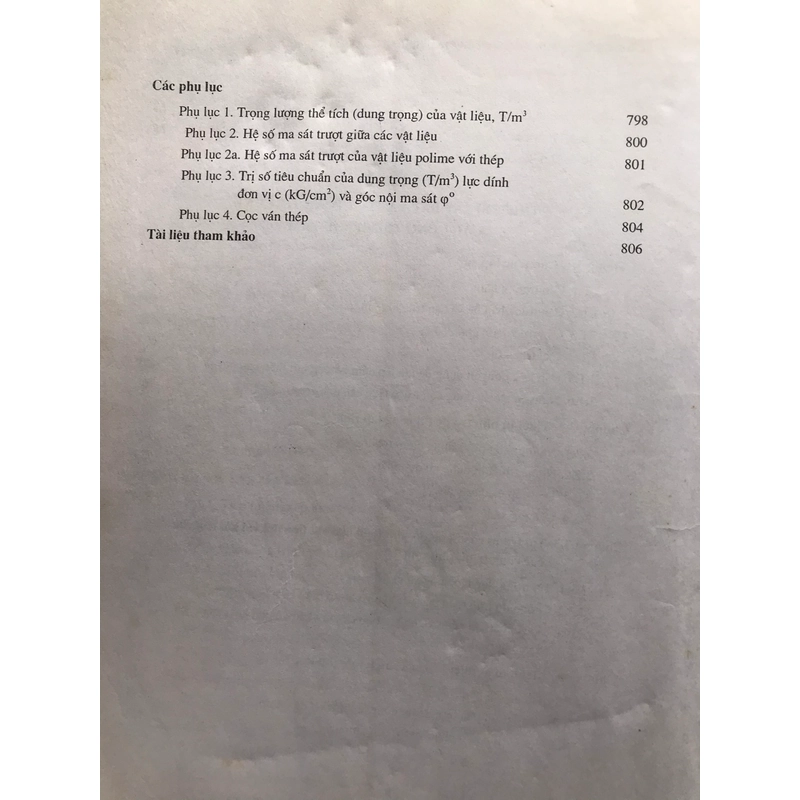 Các phụ lục
Phụ lục 1. Trọng lượng thể tích (dung trọng) của vật liệu, T/m³ 798
Phụ lục 2. Hệ số ma sát trượt giữa các vật liệu 800
Phụ lục 2a. Hệ số ma sát trượt của vật liệu polime với thép 801
Phụ lục 3. Trị số tiêu chuẩn của dung trọng (T/m³) lực dính
đơn vị c (kG/cm²) và góc nội ma sát φ° 802
Phụ lục 4. Cọc ván thép 804
Tài liệu tham khảo 806